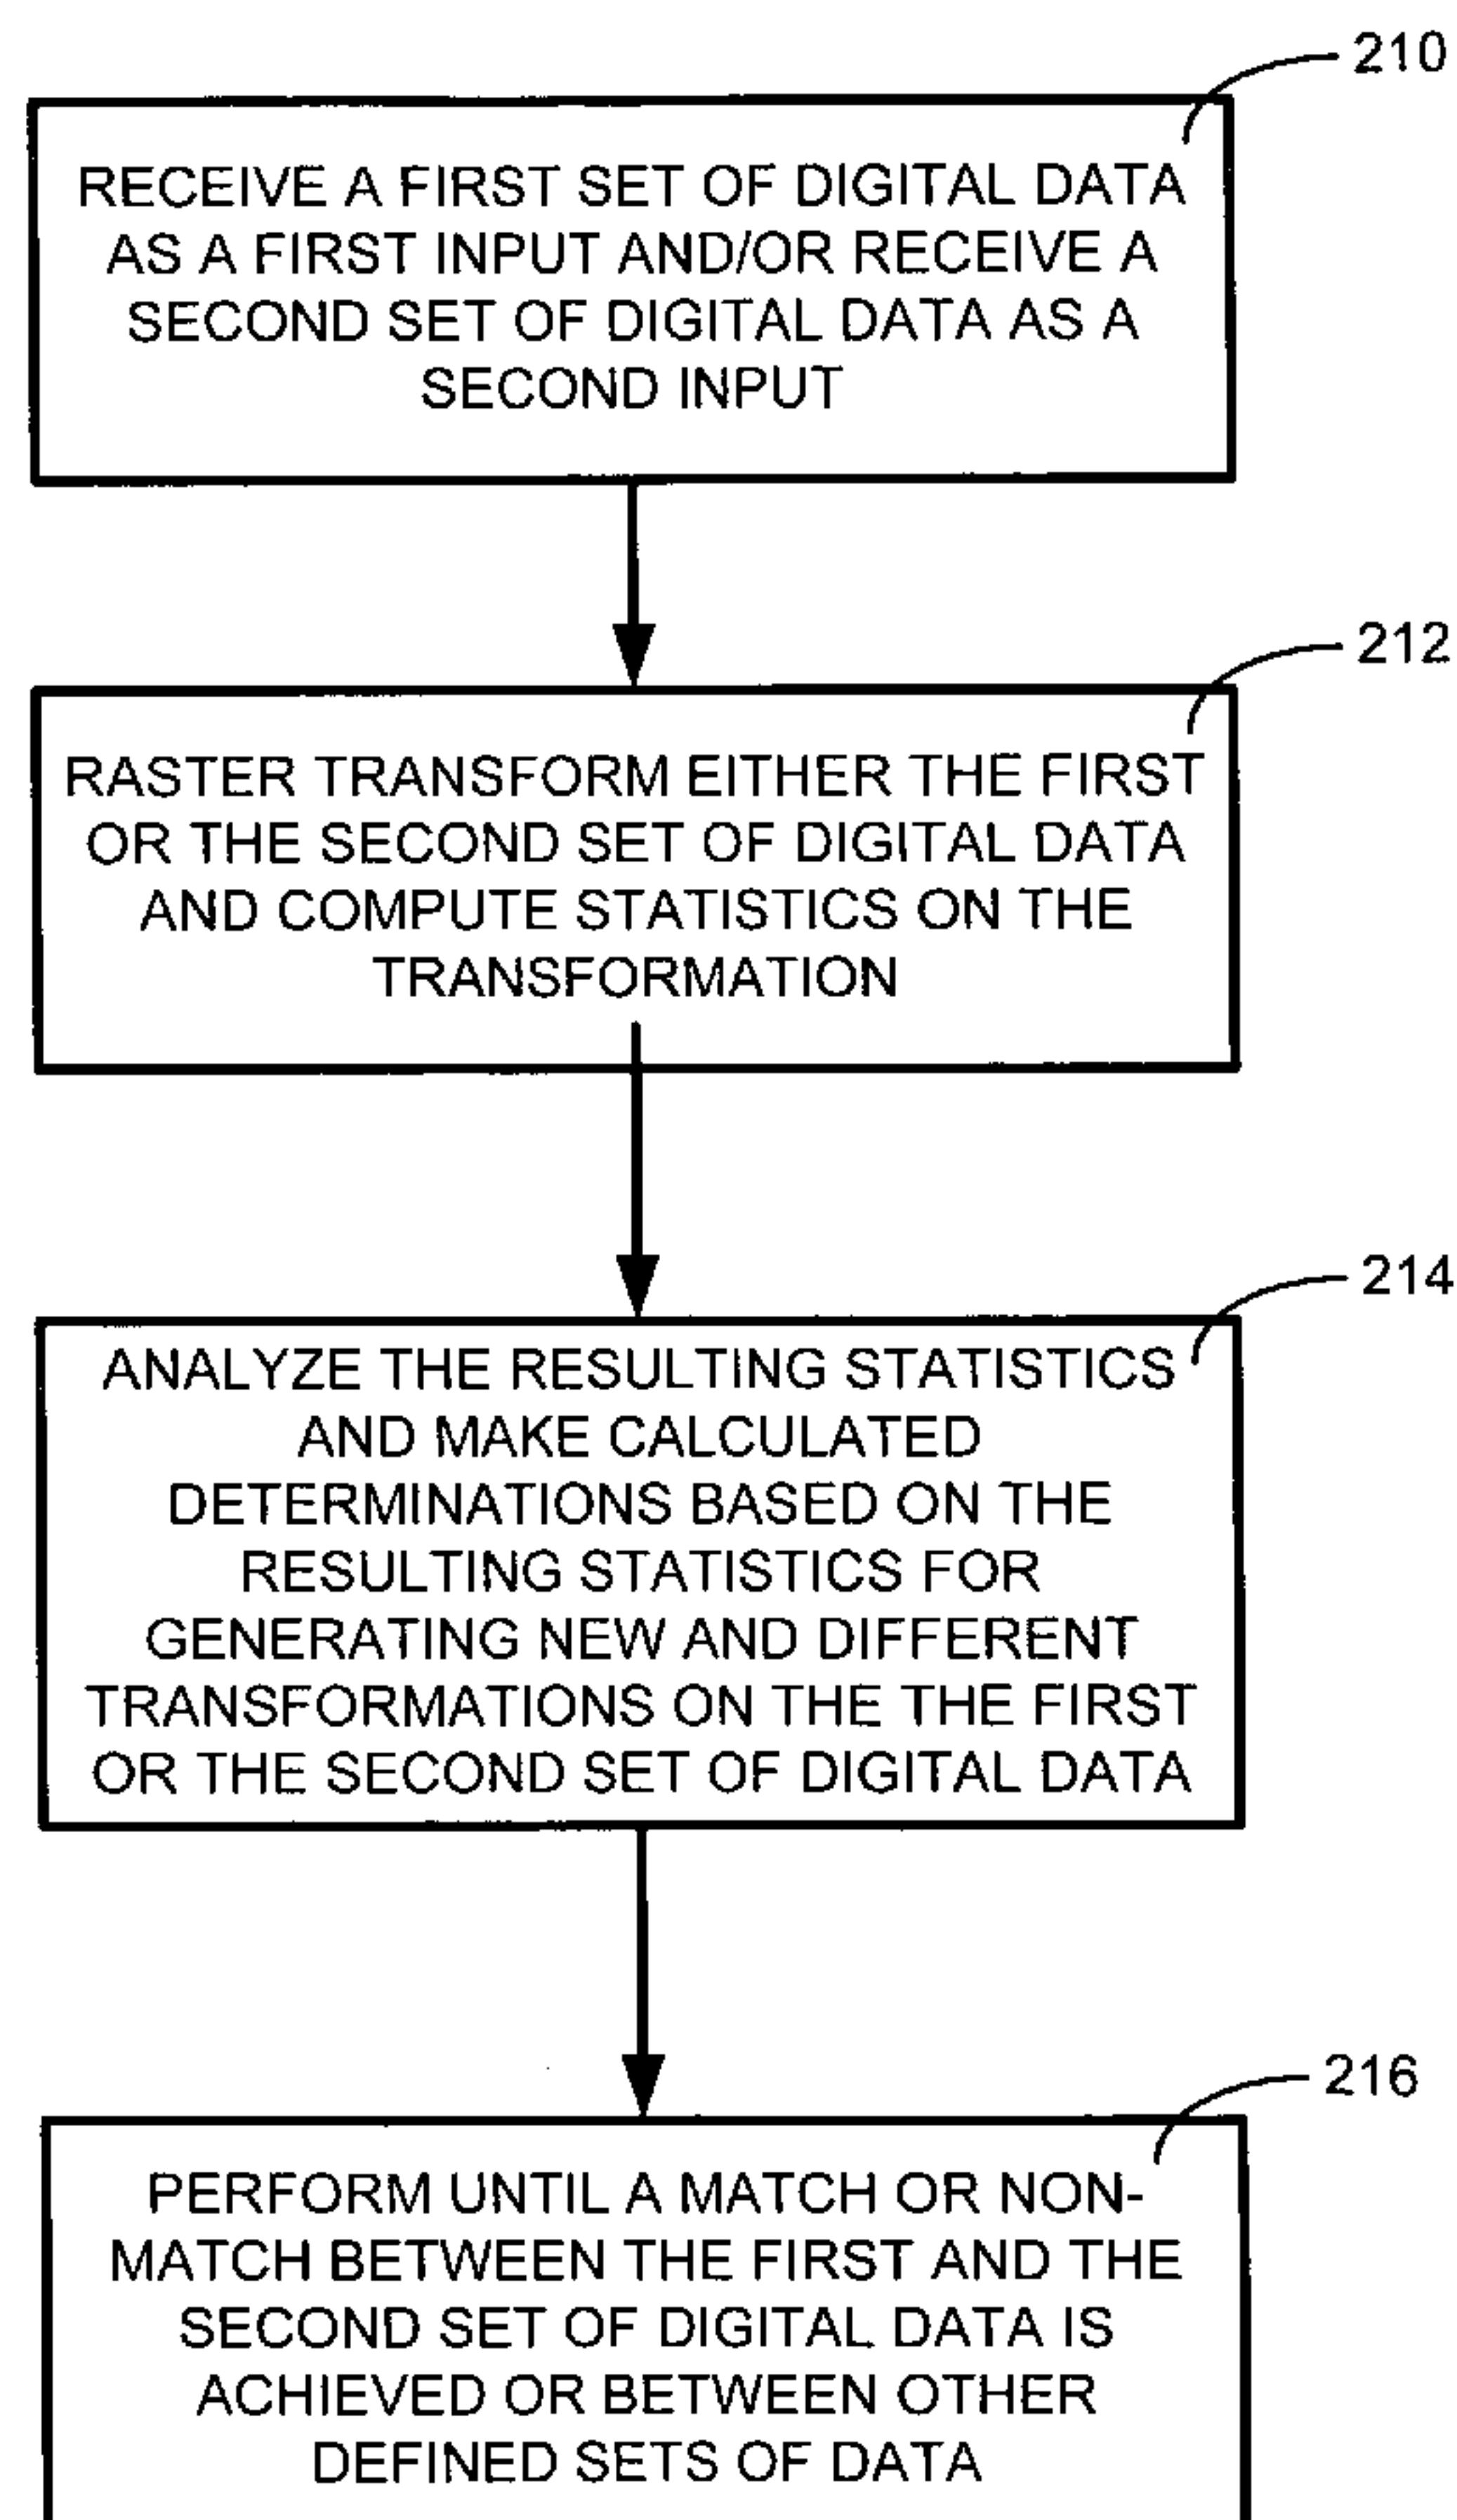 210
RECEIVE A FIRST SET OF DIGITAL DATA
AS A FIRST INPUT AND/OR RECEIVE A
SECOND SET OF DIGITAL DATA AS A
SECOND INPUT
212
RASTER TRANSFORM EITHER THE FIRST
OR THE SECOND SET OF DIGITAL DATA
AND COMPUTE STATISTICS ON THE
TRANSFORMATION
214
ANALYZE THE RESULTING STATISTICS
AND MAKE CALCULATED
DETERMINATIONS BASED ON THE
RESULTING STATISTICS FOR
GENERATING NEW AND DIFFERENT
TRANSFORMATIONS ON THE THE FIRST
OR THE SECOND SET OF DIGITAL DATA
216
PERFORM UNTIL A MATCH OR NON-
MATCH BETWEEN THE FIRST AND THE
SECOND SET OF DIGITAL DATA IS
ACHIEVED OR BETWEEN OTHER
DEFINED SETS OF DATA